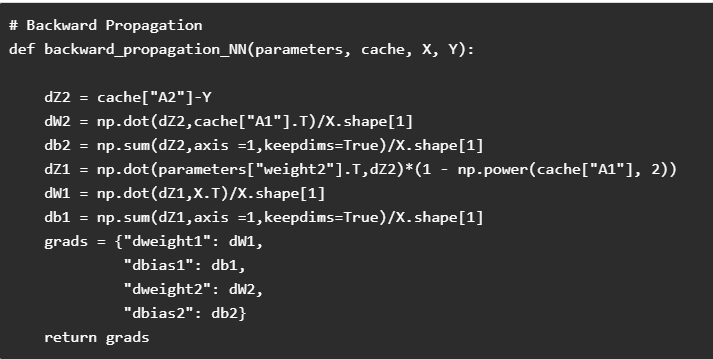 # Backward Propagation
def backward_propagation_NN(parameters, cache, X, Y):
    dZ2 = cache["A2"]-Y
    dW2 = np.dot(dZ2,cache["A1"].T)/X.shape[1]
    db2 = np.sum(dZ2,axis =1,keepdims=True)/X.shape[1]
    dZ1 = np.dot(parameters["weight2"].T,dZ2)*(1 - np.power(cache["A1"], 2))
    dW1 = np.dot(dZ1,X.T)/X.shape[1]
    db1 = np.sum(dZ1,axis =1,keepdims=True)/X.shape[1]
    grads = {"dweight1": dW1,
             "dbias1": db1,
             "dweight2": dW2,
             "dbias2": db2}
    return grads